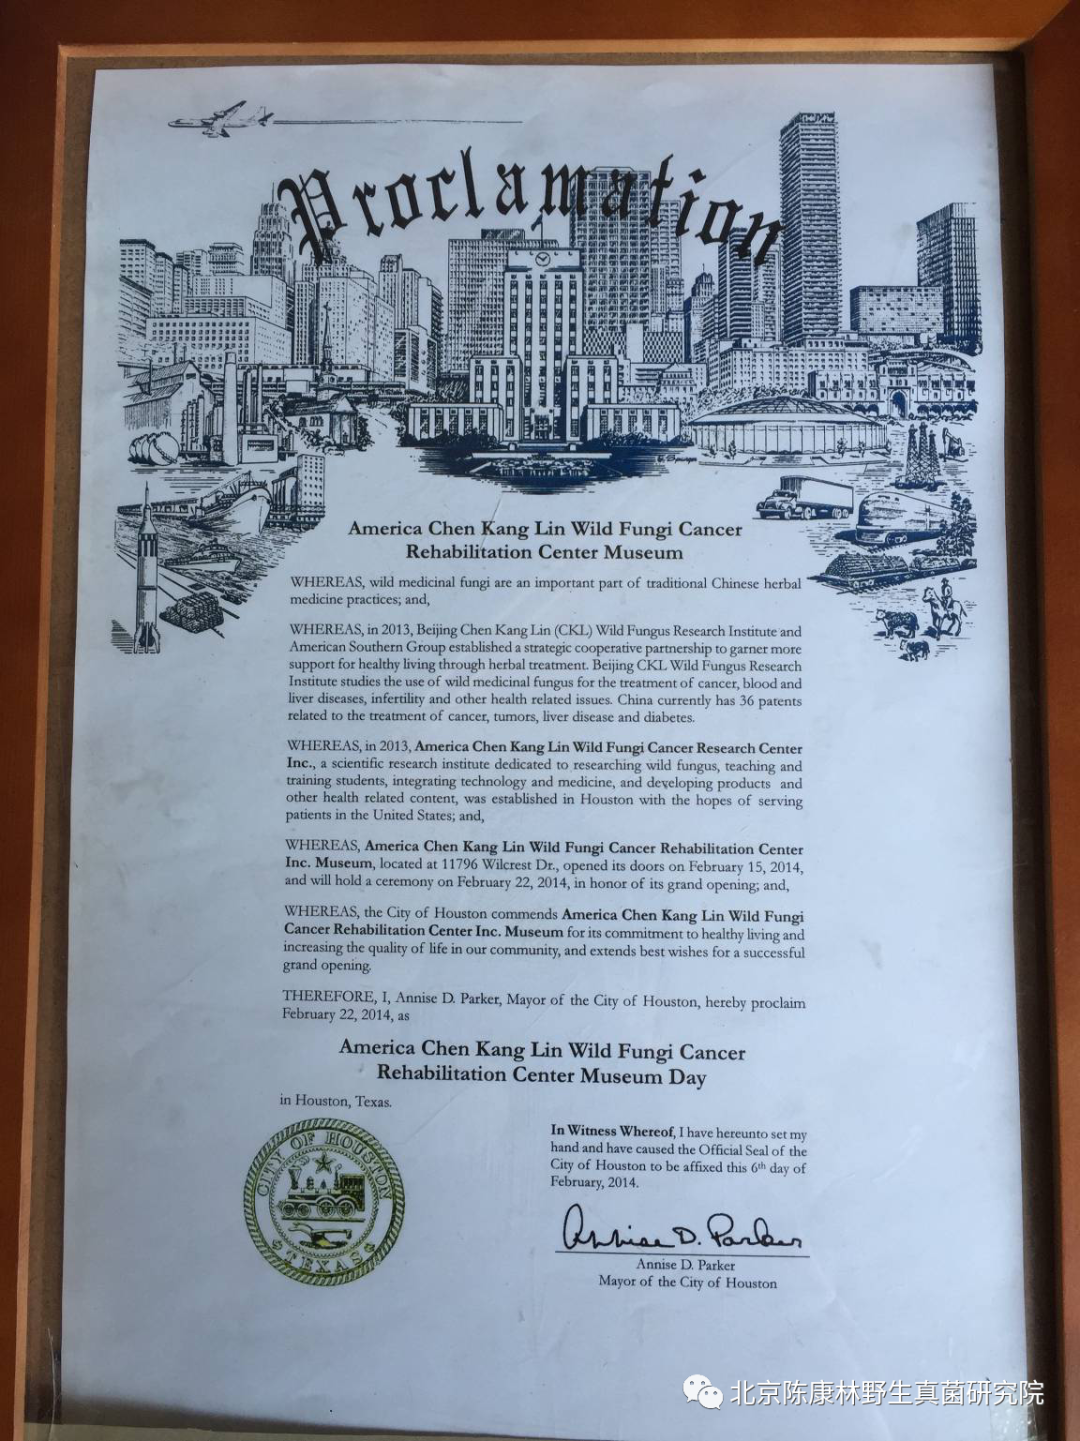 Proclamation
America Chen Kang Lin Wild Fungi Cancer
Rehabilitation Center Museum
WHEREAS, wild medicinal fungi are an important part of traditional Chinese herbal
medicine practices; and,
WHEREAS, in 2013, Beijing Chen Kang Lin (CKL) Wild Fungus Research Institute and
American Southern Group established a strategic cooperative partnership to garner more
support for healthy living through herbal treatment. Beijing CKL Wild Fungus Research
Institute studies the use of wild medicinal fungus for the treatment of cancer, blood and
liver diseases, infertility and other health related issues. China currently has 36 patents
related to the treatment of cancer, tumors, liver disease and diabetes.
WHEREAS, in 2013, America Chen Kang Lin Wild Fungi Cancer Research Center
Inc., a scientific research institute dedicated to researching wild fungus, teaching and
training students, integrating technology and medicine, and developing products and
other health related content, was established in Houston with the hopes of serving
patients in the United States; and,
WHEREAS, America Chen Kang Lin Wild Fungi Cancer Rehabilitation Center
Inc. Museum, located at 11796 Wilcrest Dr., opened its doors on February 15, 2014,
and will hold a ceremony on February 22, 2014, in honor of its grand opening; and,
WHEREAS, the City of Houston commends America Chen Kang Lin Wild Fungi
Cancer Rehabilitation Center Inc. Museum for its commitment to healthy living and
increasing the quality of life in our community, and extends best wishes for a successful
grand opening.
THEREFORE, I, Annise D. Parker, Mayor of the City of Houston, hereby proclaim
February 22, 2014, as
America Chen Kang Lin Wild Fungi Cancer
Rehabilitation Center Museum Day
in Houston, Texas.
CITY OF HOUSTON
TEXAS
In Witness Whereof, I have hereunto set my
hand and have caused the Official Seal of the
City of Houston to be affixed this 6th day of
February, 2014.
Annise D. Parker
Annise D. Parker
Mayor of the City of Houston
北京陈康林野生真菌研究院